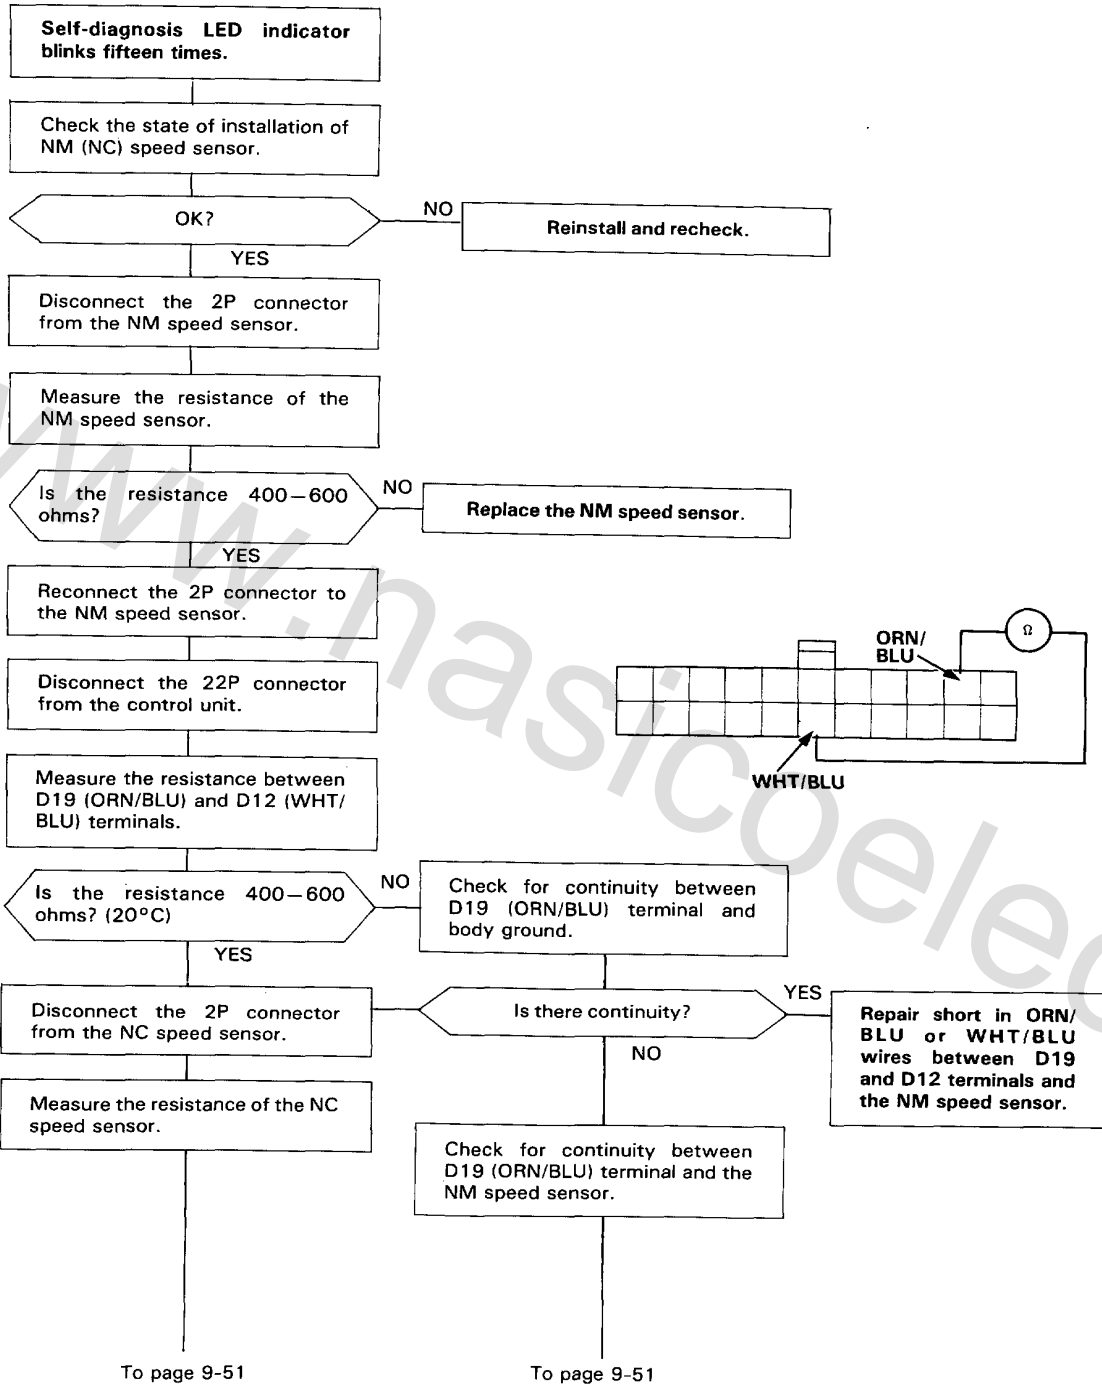 Self-diagnosis LED indicator
blinks fifteen times.
Check the state of installation of
NM (NC) speed sensor.
OK?
NO
Reinstall and recheck.
YES
Disconnect the 2P connector
from the NM speed sensor.
Measure the resistance of the
NM speed sensor.
Is the resistance 400—600
ohms?
NO
Replace the NM speed sensor.
YES
Reconnect the 2P connector to
the NM speed sensor.
Disconnect the 22P connector
from the control unit.
ORN/
BLU
Ω
WHT/BLU
Measure the resistance between
D19 (ORN/BLU) and D12 (WHT/
BLU) terminals.
Is the resistance 400—600
ohms? (20°C)
NO
Check for continuity between
D19 (ORN/BLU) terminal and
body ground.
YES
Disconnect the 2P connector
from the NC speed sensor.
Is there continuity?
YES
Repair short in ORN/
BLU or WHT/BLU
wires between D19
and D12 terminals and
the NM speed sensor.
NO
Measure the resistance of the NC
speed sensor.
Check for continuity between
D19 (ORN/BLU) terminal and the
NM speed sensor.
To page 9-51
To page 9-51
www.nasicoelec